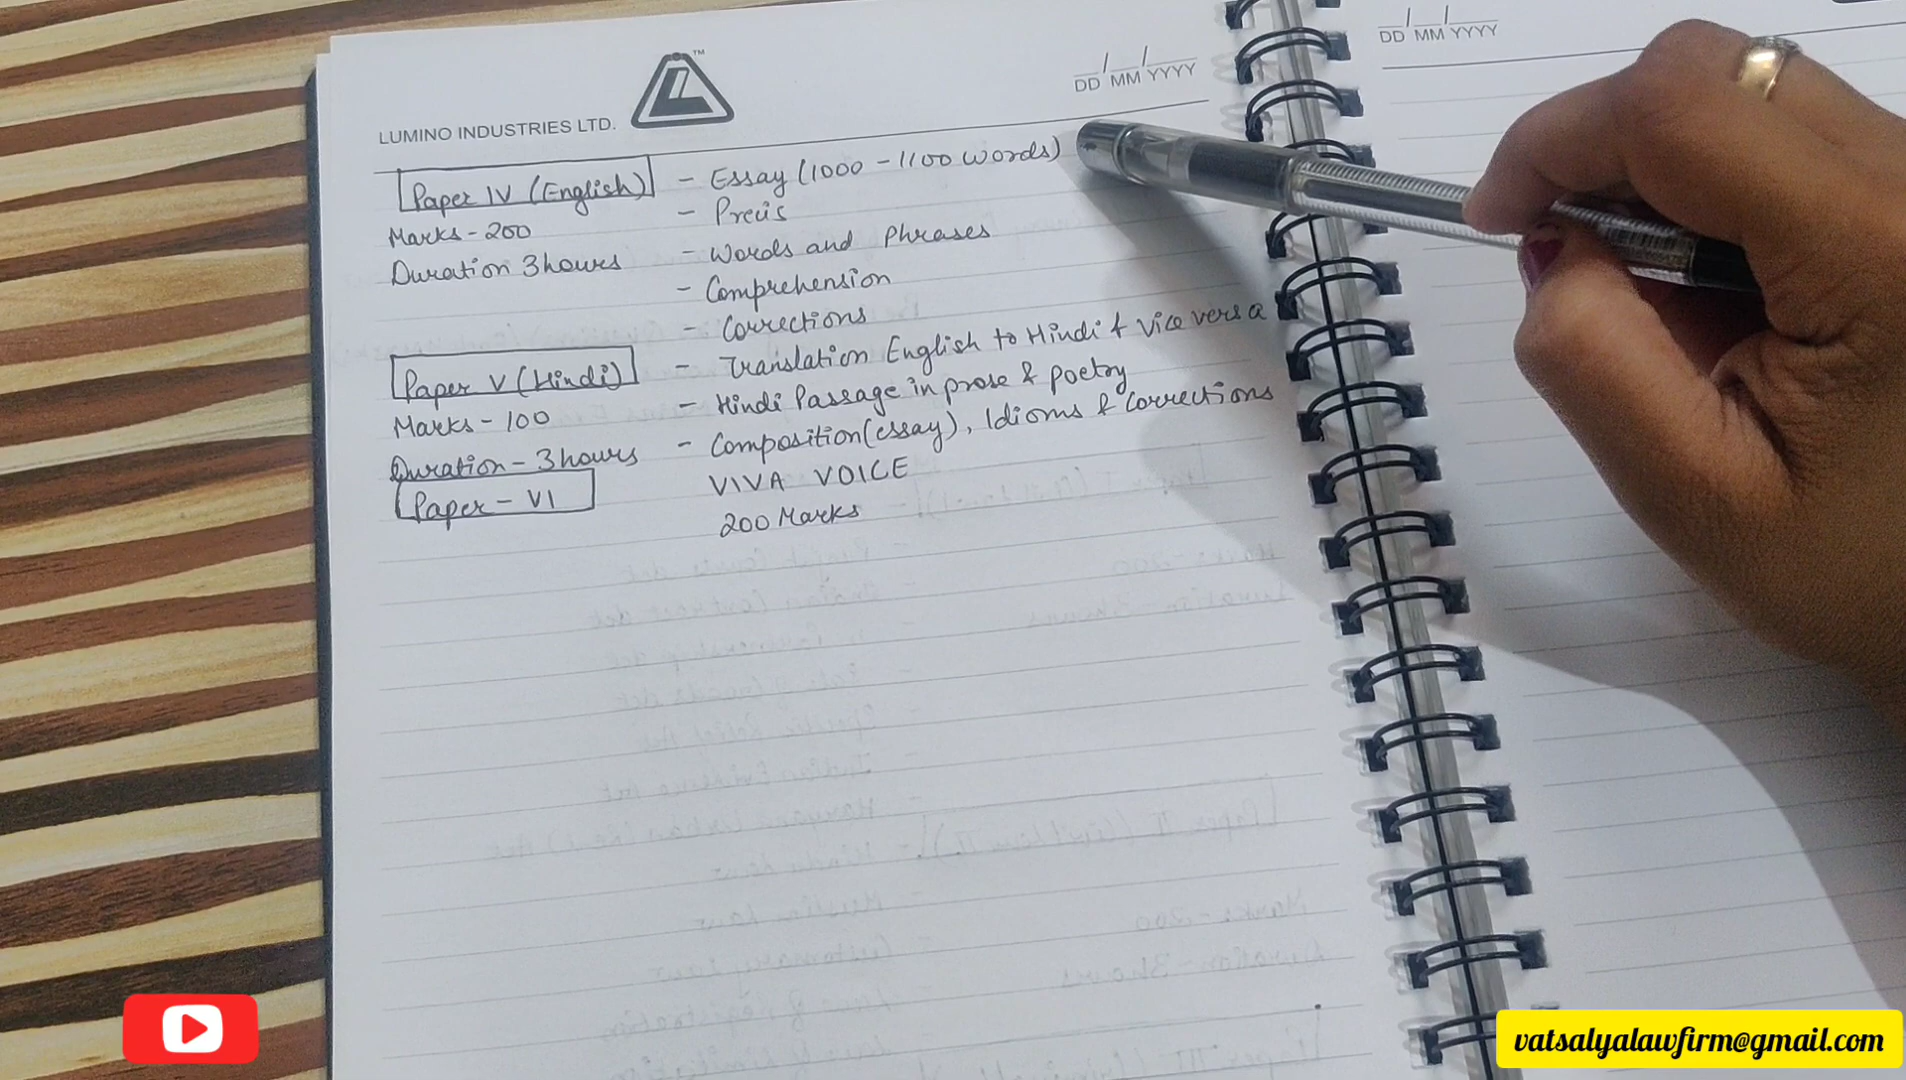 LUMINO INDUSTRIES LTD.
TM
DD MM YYYY
DD MM YYYY
Paper IV (English) - Essay (1000 - 1100 words)
Marks - 200 - Precis
Duration 3 hours - Words and Phrases
- Comprehension
- Corrections
Paper V (Hindi) - Translation English to Hindi & vice versa
Marks - 100 - Hindi Passage in prose & poetry
Duration - 3 hours - Composition (essay), Idioms & Corrections
Paper - VI VIVA VOICE
200 Marks
vatsalyalawfirm@gmail.com